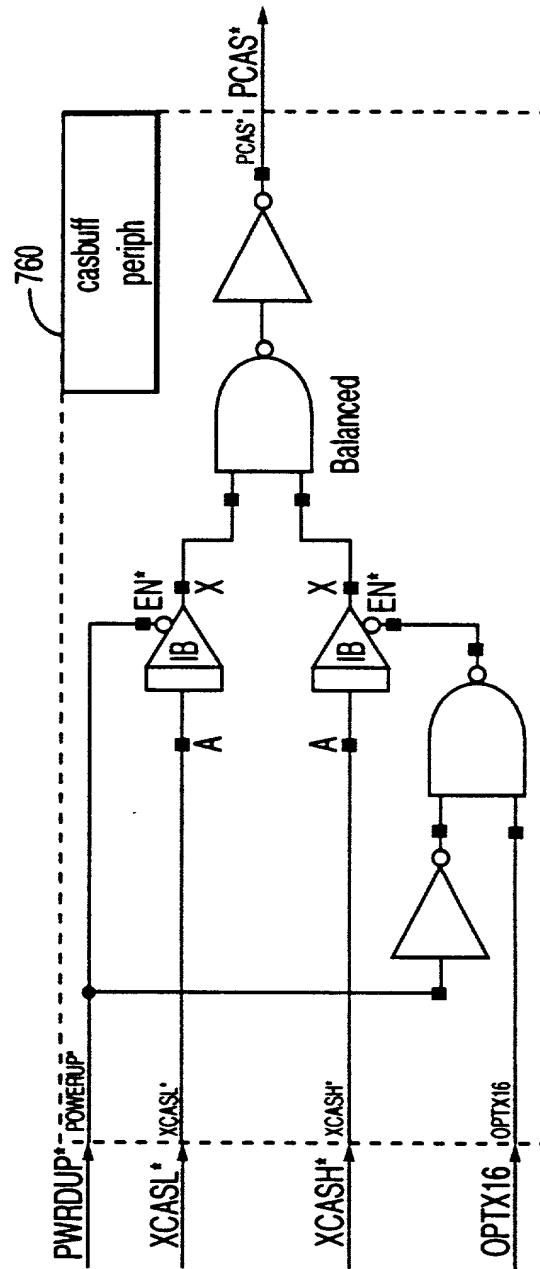 760
casbuff
periph
PWRDUP*
POWERUP*
XCASL*
XCASL*
A
EN*
IB
X
XCASH*
XCASH*
A
IB
X
EN*
OPTX16
OPTX16
Balanced
PCAS*
PCAS*